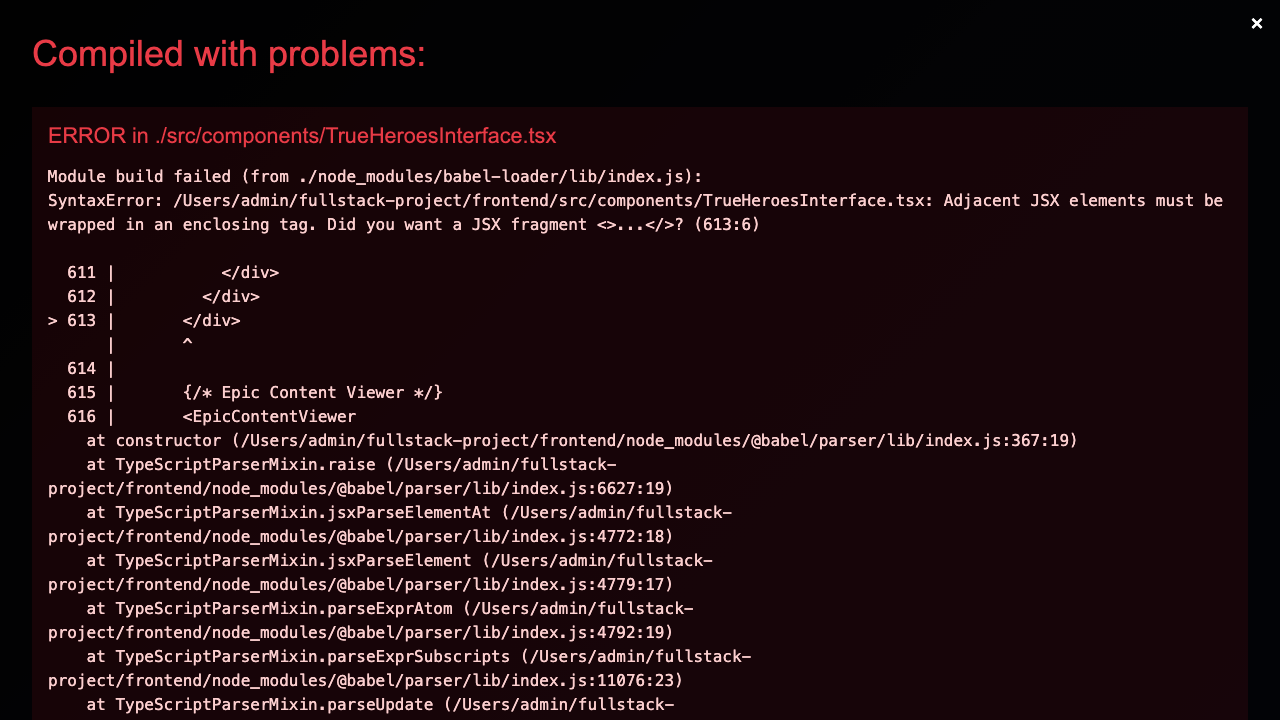 ×
Compiled with problems:
ERROR in ./src/components/TrueHeroesInterface.tsx
Module build failed (from ./node_modules/babel-loader/lib/index.js):
SyntaxError: /Users/admin/fullstack-project/frontend/src/components/TrueHeroesInterface.tsx: Adjacent JSX elements must be
wrapped in an enclosing tag. Did you want a JSX fragment <>...</>? (613:6)
  611 |           </div>
  612 |         </div>
> 613 |       </div>
      |       ^
  614 |
  615 |       {/* Epic Content Viewer */}
  616 |       <EpicContentViewer
    at constructor (/Users/admin/fullstack-project/frontend/node_modules/@babel/parser/lib/index.js:367:19)
    at TypeScriptParserMixin.raise (/Users/admin/fullstack-
project/frontend/node_modules/@babel/parser/lib/index.js:6627:19)
    at TypeScriptParserMixin.jsxParseElementAt (/Users/admin/fullstack-
project/frontend/node_modules/@babel/parser/lib/index.js:4772:18)
    at TypeScriptParserMixin.jsxParseElement (/Users/admin/fullstack-
project/frontend/node_modules/@babel/parser/lib/index.js:4779:17)
    at TypeScriptParserMixin.parseExprAtom (/Users/admin/fullstack-
project/frontend/node_modules/@babel/parser/lib/index.js:4792:19)
    at TypeScriptParserMixin.parseExprSubscripts (/Users/admin/fullstack-
project/frontend/node_modules/@babel/parser/lib/index.js:11076:23)
    at TypeScriptParserMixin.parseUpdate (/Users/admin/fullstack-